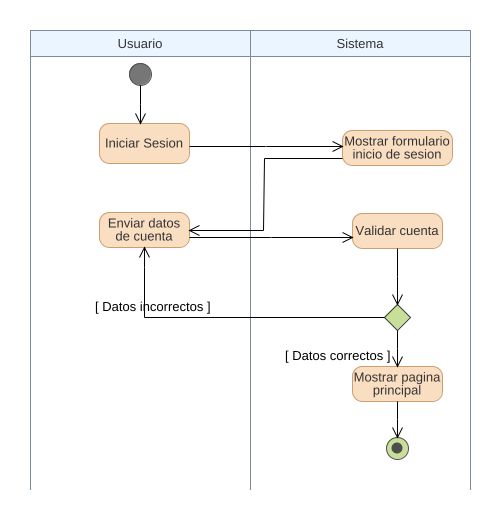 Usuario
Sistema
Iniciar Sesion
Mostrar formulario
inicio de sesion
Enviar datos
de cuenta
Validar cuenta
[ Datos incorrectos ]
[ Datos correctos ]
Mostrar pagina
principal